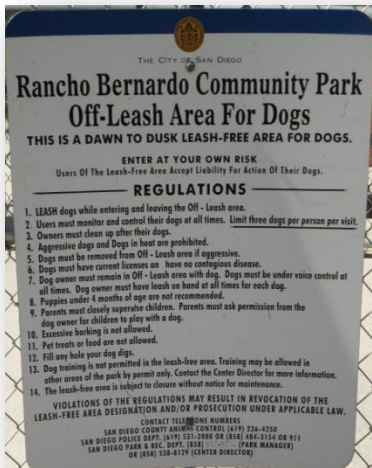 THE CITY OF SAN DIEGO
Rancho Bernardo Community Park
Off-Leash Area For Dogs
THIS IS A DAWN TO DUSK LEASH-FREE AREA FOR DOGS.
ENTER AT YOUR OWN RISK
Users Of The Leash-Free Area Accept Liability For Action Of Their Dogs.
REGULATIONS
1. LEASH dogs while entering and leaving the Off - Leash area.
2. Users must monitor and control their dogs at all times. Limit three dogs per person per visit.
3. Owners must clean up after their dogs.
4. Aggressive dogs and Dogs in heat are prohibited.
5. Dogs must be removed from Off - Leash area if aggressive.
6. Dogs must have current licenses an have no contagious disease.
7. Dog owner must remain in Off - Leash area with dog. Dogs must be under voice control at
all times. Dog owner must have leash on hand at all times for each dog.
8. Puppies under 4 months of age are not recommended.
9. Parents must closely supervise children. Parents must ask permission from the
dog owner for children to play with a dog.
10. Excessive barking is not allowed.
11. Pet treats or food are not allowed.
12. Fill any hole your dog digs.
13. Dog training is not permitted in the leash-free area. Training may be allowed in
other areas of the park by permit only. Contact the Center Director for more information.
14. The leash-free area is subject to closure without notice for maintenance.
VIOLATIONS OF THE REGULATIONS MAY RESULT IN REVOCATION OF THE
LEASH-FREE AREA DESIGNATION AND/OR PROSECUTION UNDER APPLICABLE LAW.
CONTACT TELEPHONE NUMBERS
SAN DIEGO COUNTY ANIMAL CONTROL (619) 236-4250
SAN DIEGO POLICE DEPT. (619) 531-2000 OR (858) 484-3154 OR 911
SAN DIEGO PARK & REC. DEPT. (858) (PARK MANAGER)
OR (858) 538-8129 (CENTER DIRECTOR)